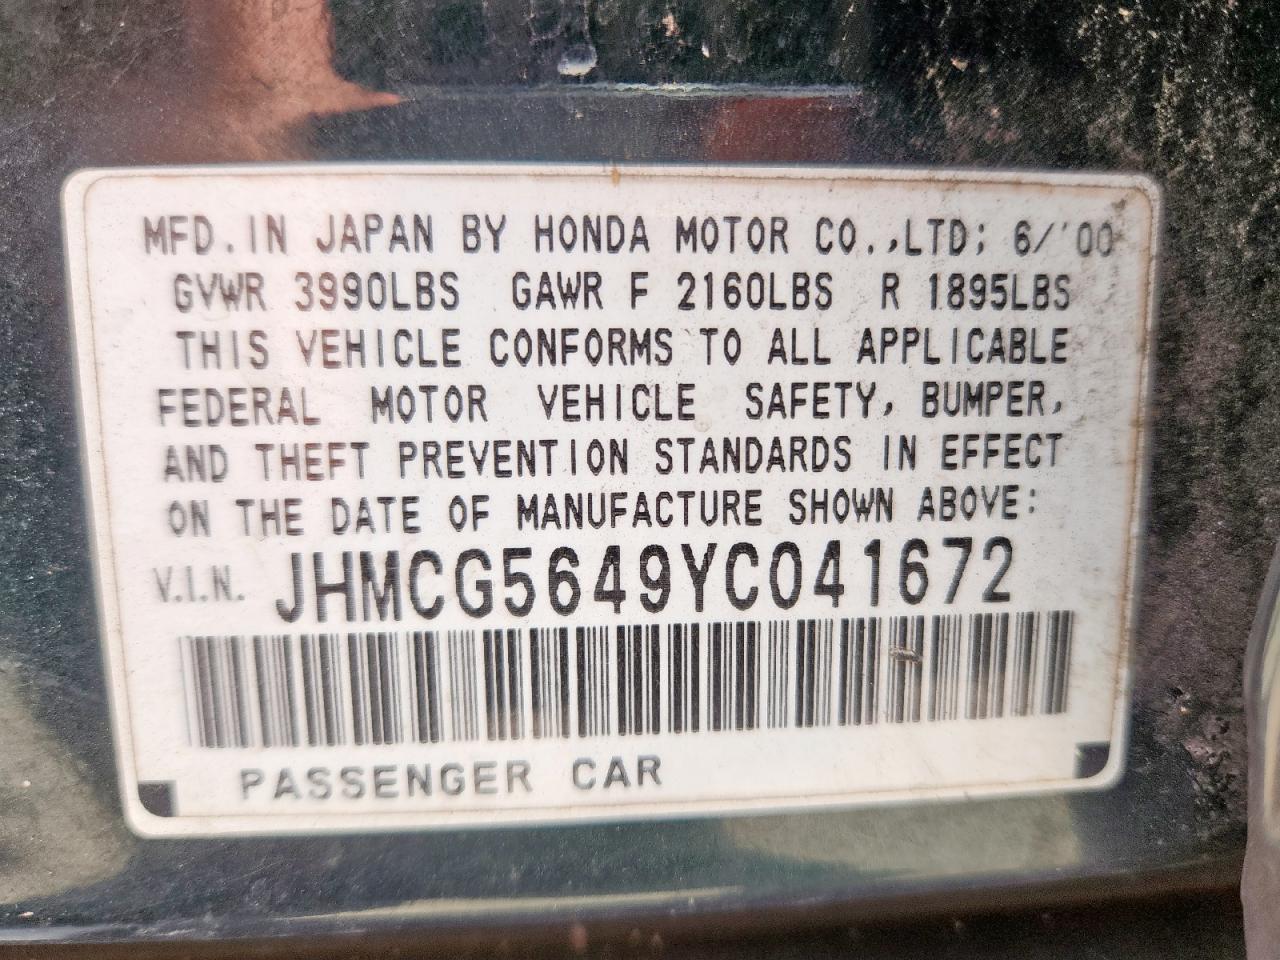 MFD. IN JAPAN BY HONDA MOTOR CO.,LTD; 6/'00
GVWR 3990LBS GAWR F 2160LBS R 1895LBS
THIS VEHICLE CONFORMS TO ALL APPLICABLE
FEDERAL MOTOR VEHICLE SAFETY, BUMPER,
AND THEFT PREVENTION STANDARDS IN EFFECT
ON THE DATE OF MANUFACTURE SHOWN ABOVE:
V.I.N. JHMCG5649YC041672
PASSENGER CAR